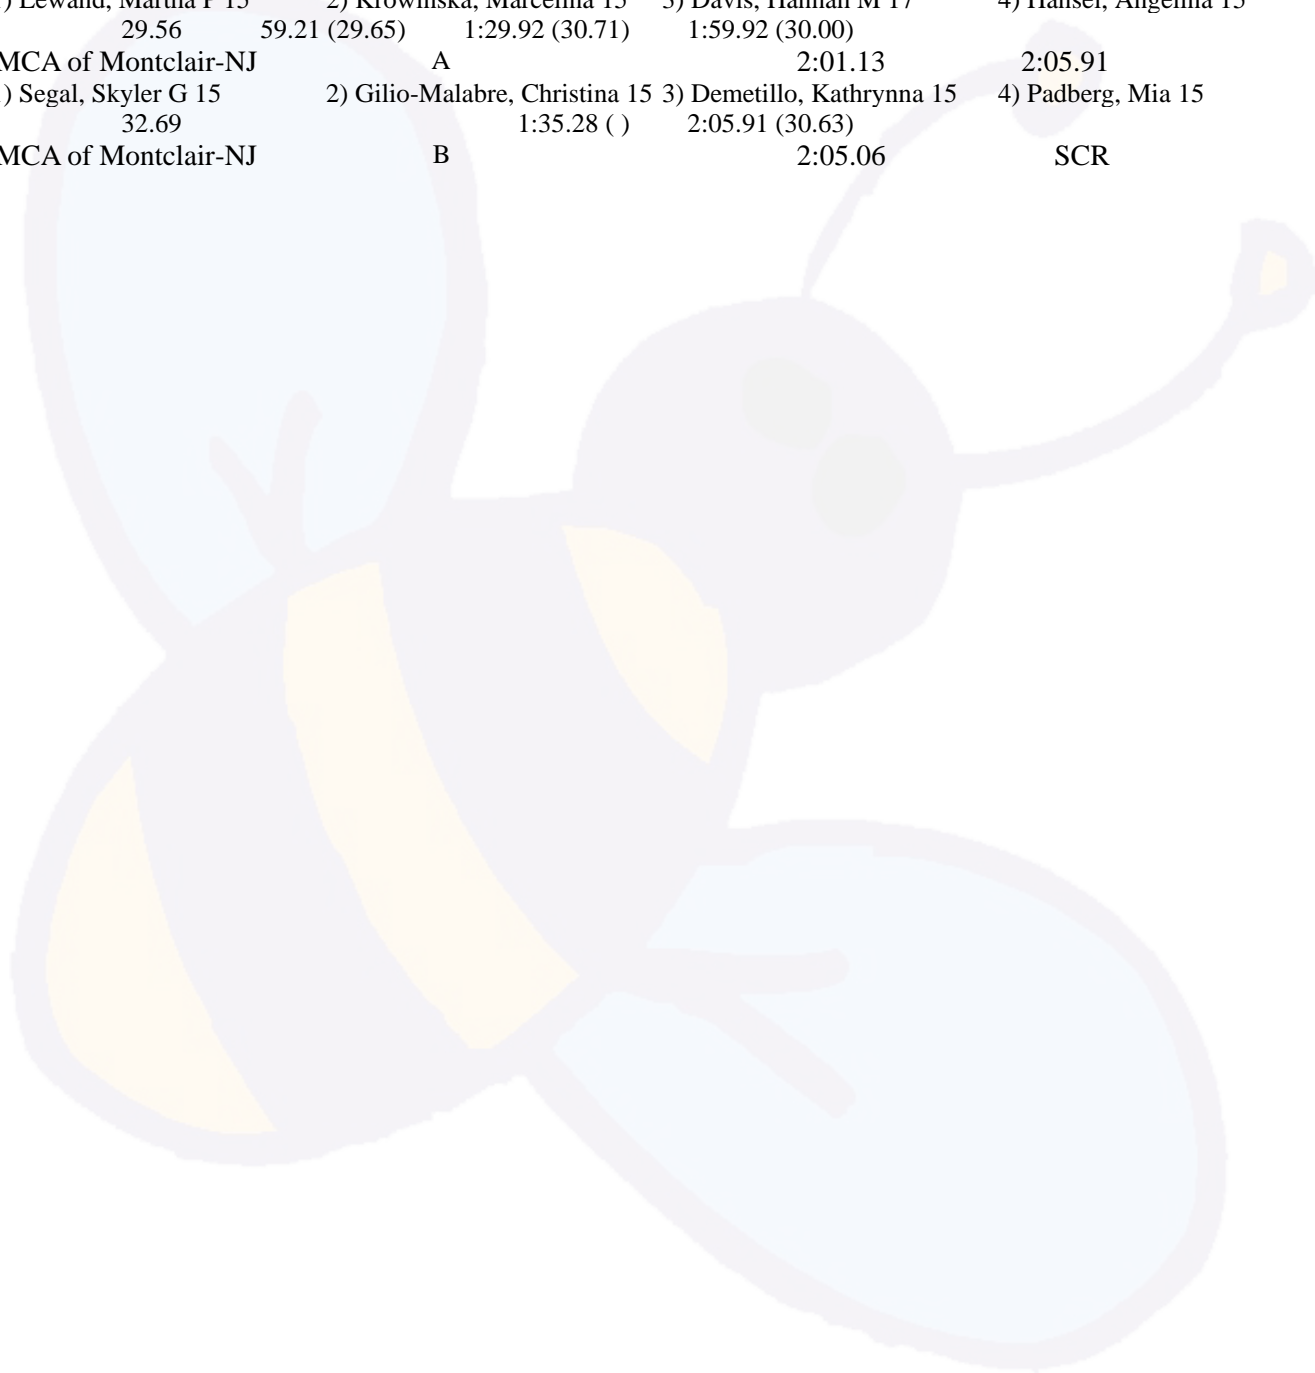 ) Lewand, Martha P 15 2) Krowinska, Marcelina 15 3) Davis, Hannah M 17 4) Hansel, Angelina 15
29.56 59.21 (29.65) 1:29.92 (30.71) 1:59.92 (30.00)
MCA of Montclair-NJ A 2:01.13 2:05.91
) Segal, Skyler G 15 2) Gilio-Malabre, Christina 15 3) Demetillo, Kathrynna 15 4) Padberg, Mia 15
32.69 1:35.28 ( ) 2:05.91 (30.63)
MCA of Montclair-NJ B 2:05.06 SCR